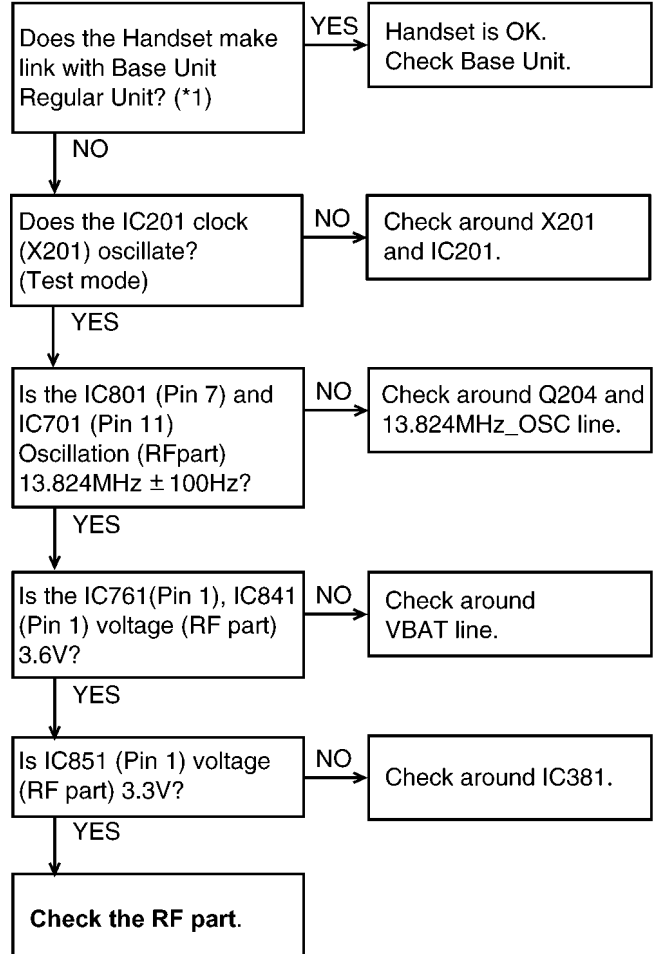 Does the Handset make
link with Base Unit
Regular Unit? (*1)
YES
Handset is OK.
Check Base Unit.
NO
Does the IC201 clock
(X201) oscillate?
(Test mode)
NO
Check around X201
and IC201.
YES
Is the IC801 (Pin 7) and
IC701 (Pin 11)
Oscillation (RFpart)
13.824MHz ± 100Hz?
NO
Check around Q204 and
13.824MHz_OSC line.
YES
Is the IC761(Pin 1), IC841
(Pin 1) voltage (RF part)
3.6V?
NO
Check around
VBAT line.
YES
Is IC851 (Pin 1) voltage
(RF part) 3.3V?
NO
Check around IC381.
YES
Check the RF part.